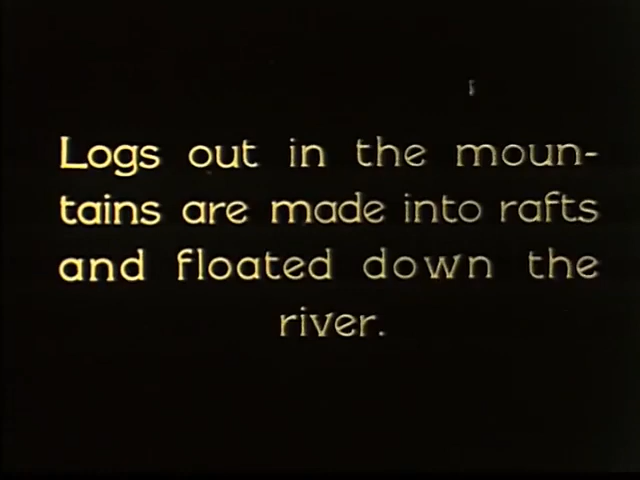 Logs out in the moun-
tains are made into rafts
and floated down the
river.